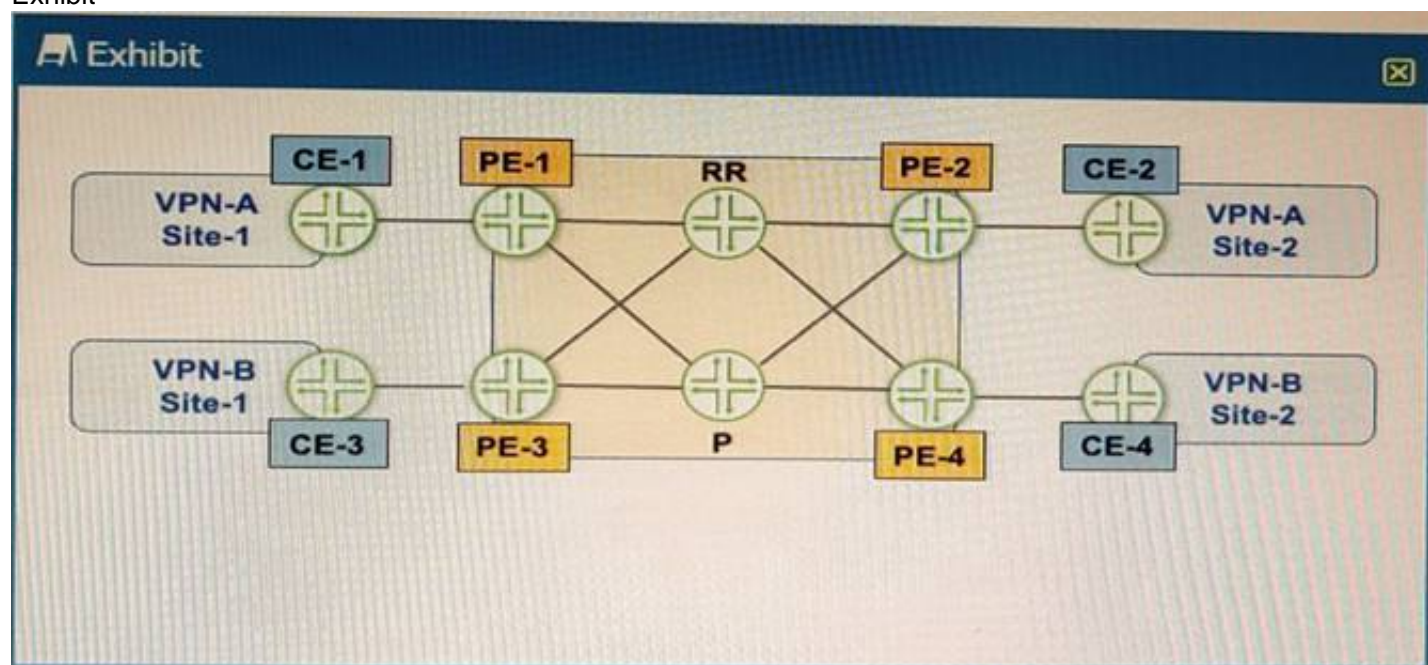 Exhibit
Exhibit
CE-1
PE-1
RR
PE-2
CE-2
VPN-A
Site-1
VPN-A
Site-2
VPN-B
Site-1
VPN-B
Site-2
CE-3
PE-3
P
PE-4
CE-4